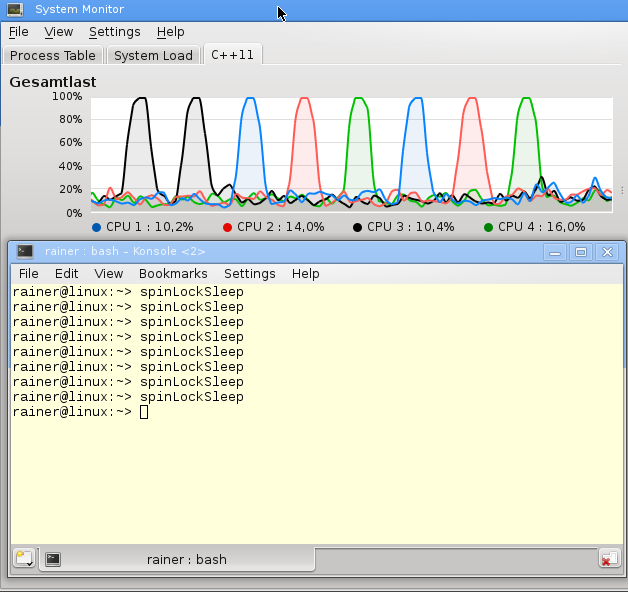 System Monitor
File View Settings Help
Process Table System Load C++11
Gesamtlast
100%
80%
60%
40%
20%
0%
CPU 1 : 10,2% CPU 2 : 14,0% CPU 3 : 10,4% CPU 4 : 16,0%
rainer : bash – Konsole <2>
File Edit View Bookmarks Settings Help
rainer@linux:~> spinLockSleep
rainer@linux:~> spinLockSleep
rainer@linux:~> spinLockSleep
rainer@linux:~> spinLockSleep
rainer@linux:~> spinLockSleep
rainer@linux:~> spinLockSleep
rainer@linux:~> spinLockSleep
rainer@linux:~> spinLockSleep
rainer@linux:~>
rainer : bash